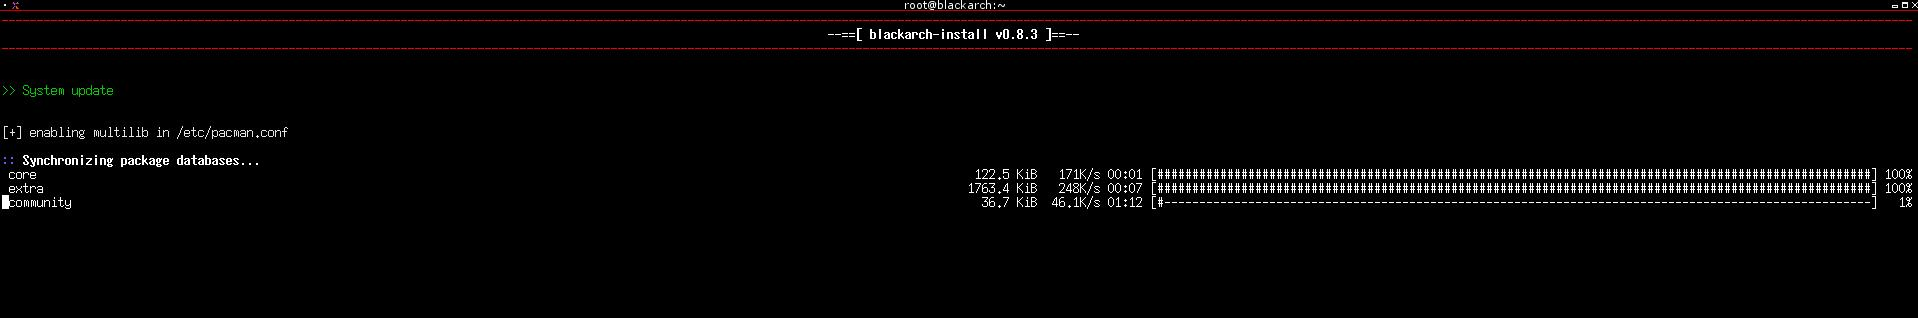 root@blackarch:~
--==[ blackarch-install v0.8.3 ]==--
>> System update
[+] enabling multilib in /etc/pacman.conf
:: Synchronizing package databases...
core 122.5 KiB 171K/s 00:01 [#####################################################################################################] 100%
extra 1763.4 KiB 248K/s 00:07 [#####################################################################################################] 100%
community 36.7 KiB 46.1K/s 01:12 [#----------------------------------------------------------------------------------------------------] 1%